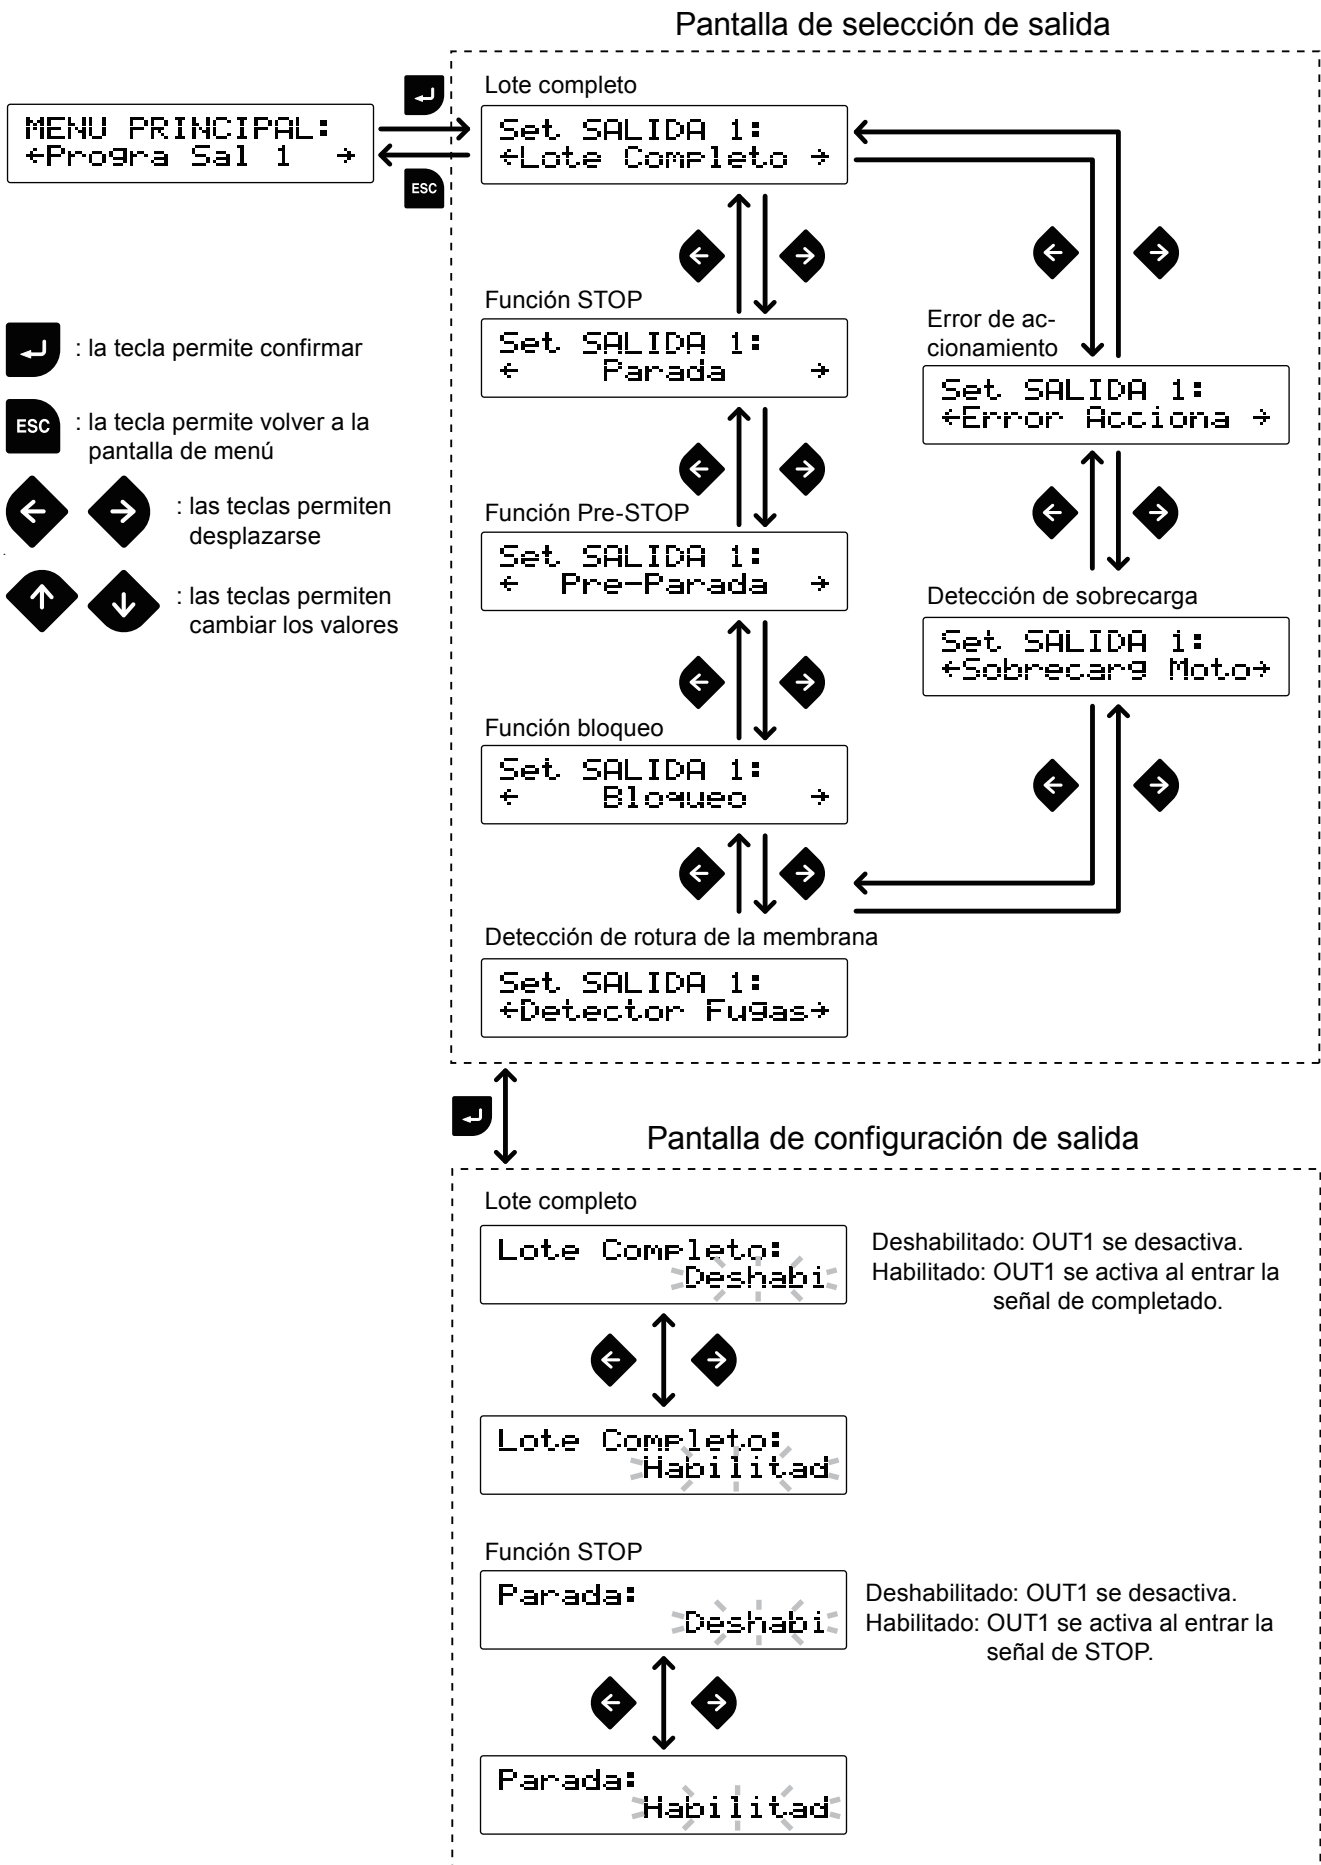 Pantalla de selección de salida
Lote completo
MENU PRINCIPAL:
←Progra Sal 1 →
ESC
Set SALIDA 1:
←Lote Completo →
Función STOP
Set SALIDA 1:
← Parada →
Error de ac-
cionamiento
Set SALIDA 1:
←Error Acciona →
: la tecla permite confirmar
ESC
: la tecla permite volver a la
pantalla de menú
: las teclas permiten
desplazarse
: las teclas permiten
cambiar los valores
Función Pre-STOP
Set SALIDA 1:
← Pre-Parada →
Detección de sobrecarga
Set SALIDA 1:
←Sobrecarg Moto→
Función bloqueo
Set SALIDA 1:
← Bloqueo →
Detección de rotura de la membrana
Set SALIDA 1:
←Detector Fugas→
Pantalla de configuración de salida
Lote completo
Lote Completo:
Deshabi
Deshabilitado: OUT1 se desactiva.
Habilitado: OUT1 se activa al entrar la
señal de completado.
Lote Completo:
Habilitad
Función STOP
Parada:
Deshabi
Deshabilitado: OUT1 se desactiva.
Habilitado: OUT1 se activa al entrar la
señal de STOP.
Parada:
Habilitad